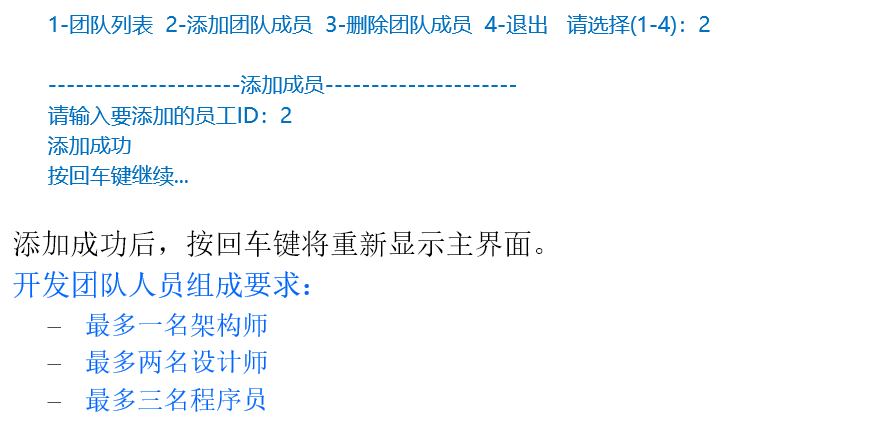 1-团队列表 2-添加团队成员 3-删除团队成员 4-退出 请选择(1-4)：2
---------------------添加成员---------------------
请输入要添加的员工ID：2
添加成功
按回车键继续...
添加成功后，按回车键将重新显示主界面。
开发团队人员组成要求：
– 最多一名架构师
– 最多两名设计师
– 最多三名程序员